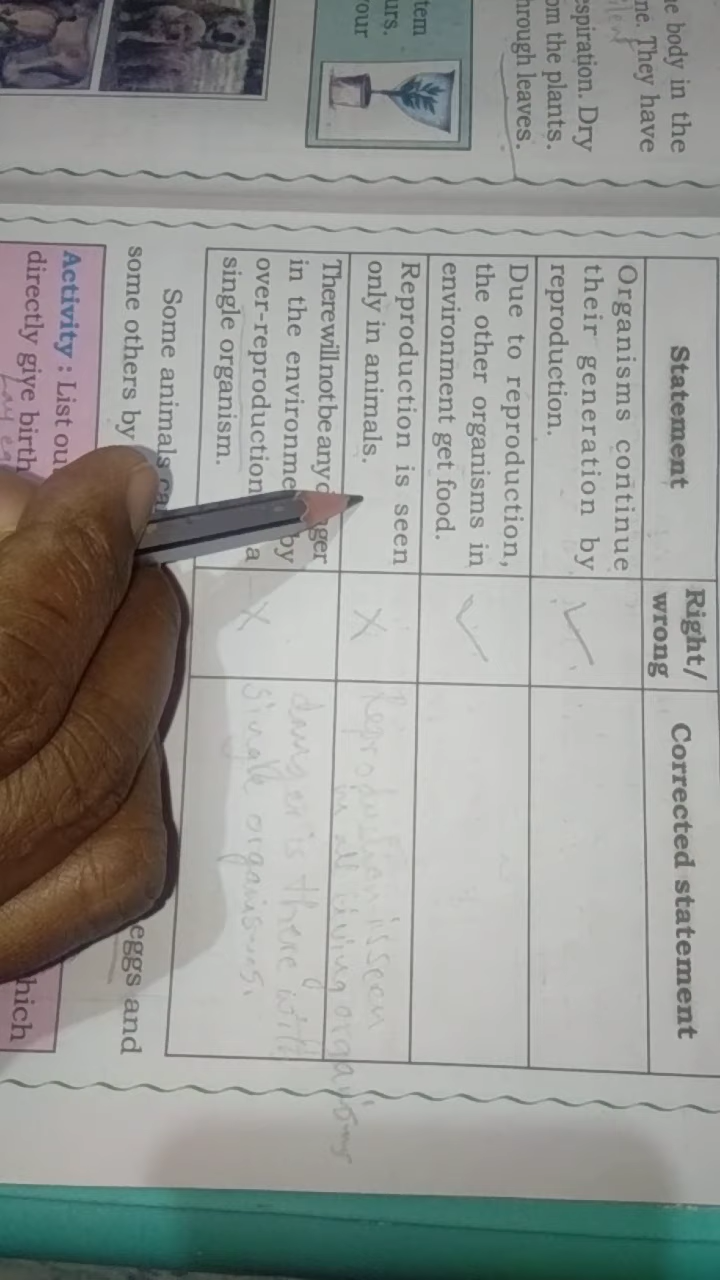 e body in the
ne. They have
espiration. Dry
om the plants.
hrough leaves.
tem
urs.
our
Statement
Right/
wrong
Corrected statement
Organisms continue
their generation by
reproduction.
✓
Due to reproduction,
the other organisms in
environment get food.
✓
Reproduction is seen
only in animals.
×
Reproduction is seen
in all living organisms
There will not be any ger
in the environme by
over-reproduction a
single organism.
×
danger is there with
single organisms.
Some animals
some others by eggs and
Activity : List ou
directly give birth hich